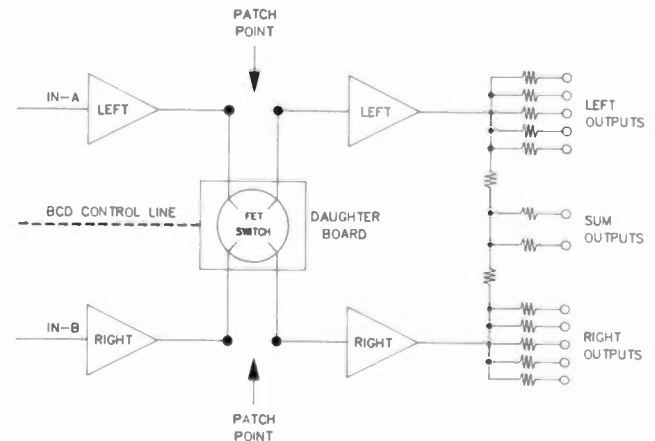 PATCH
POINT
IN-A
LEFT
LEFT
LEFT
OUTPUTS
BCD CONTROL LINE
FET
SWITCH
DAUGHTER
BOARD
SUM
OUTPUTS
IN-B
RIGHT
RIGHT
RIGHT
OUTPUTS
PATCH
POINT